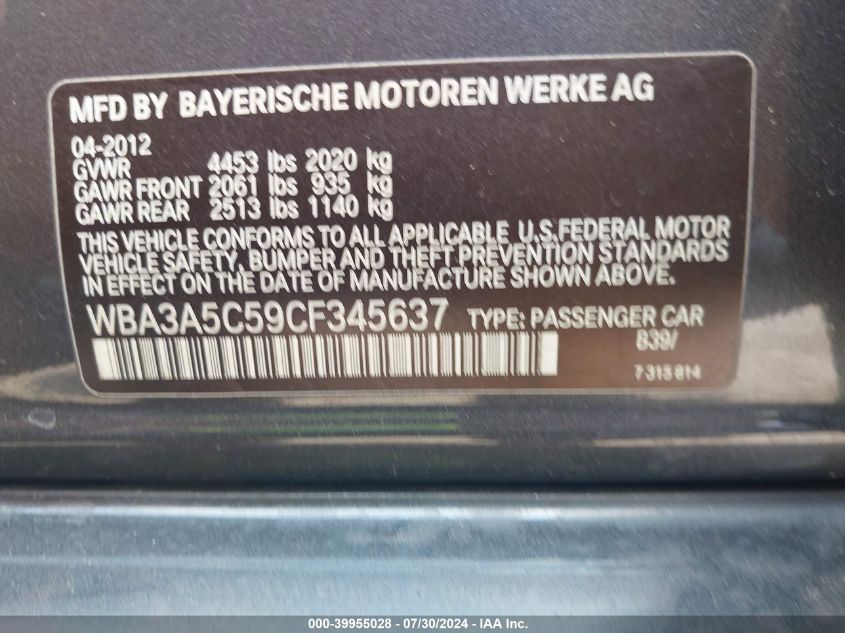 MFD BY BAYERISCHE MOTOREN WERKE AG
04-2012
GVWR 4453 lbs 2020 kg
GAWR FRONT 2061 lbs 935 kg
GAWR REAR 2513 lbs 1140 kg
THIS VEHICLE CONFORMS TO ALL APPLICABLE U.S.FEDERAL MOTOR
VEHICLE SAFETY, BUMPER AND THEFT PREVENTION STANDARDS
IN EFFECT ON THE DATE OF MANUFACTURE SHOWN ABOVE.
WBA3A5C59CF345637 TYPE: PASSENGER CAR
B39/
7 315 814
000-39955028 - 07/30/2024 - IAA Inc.